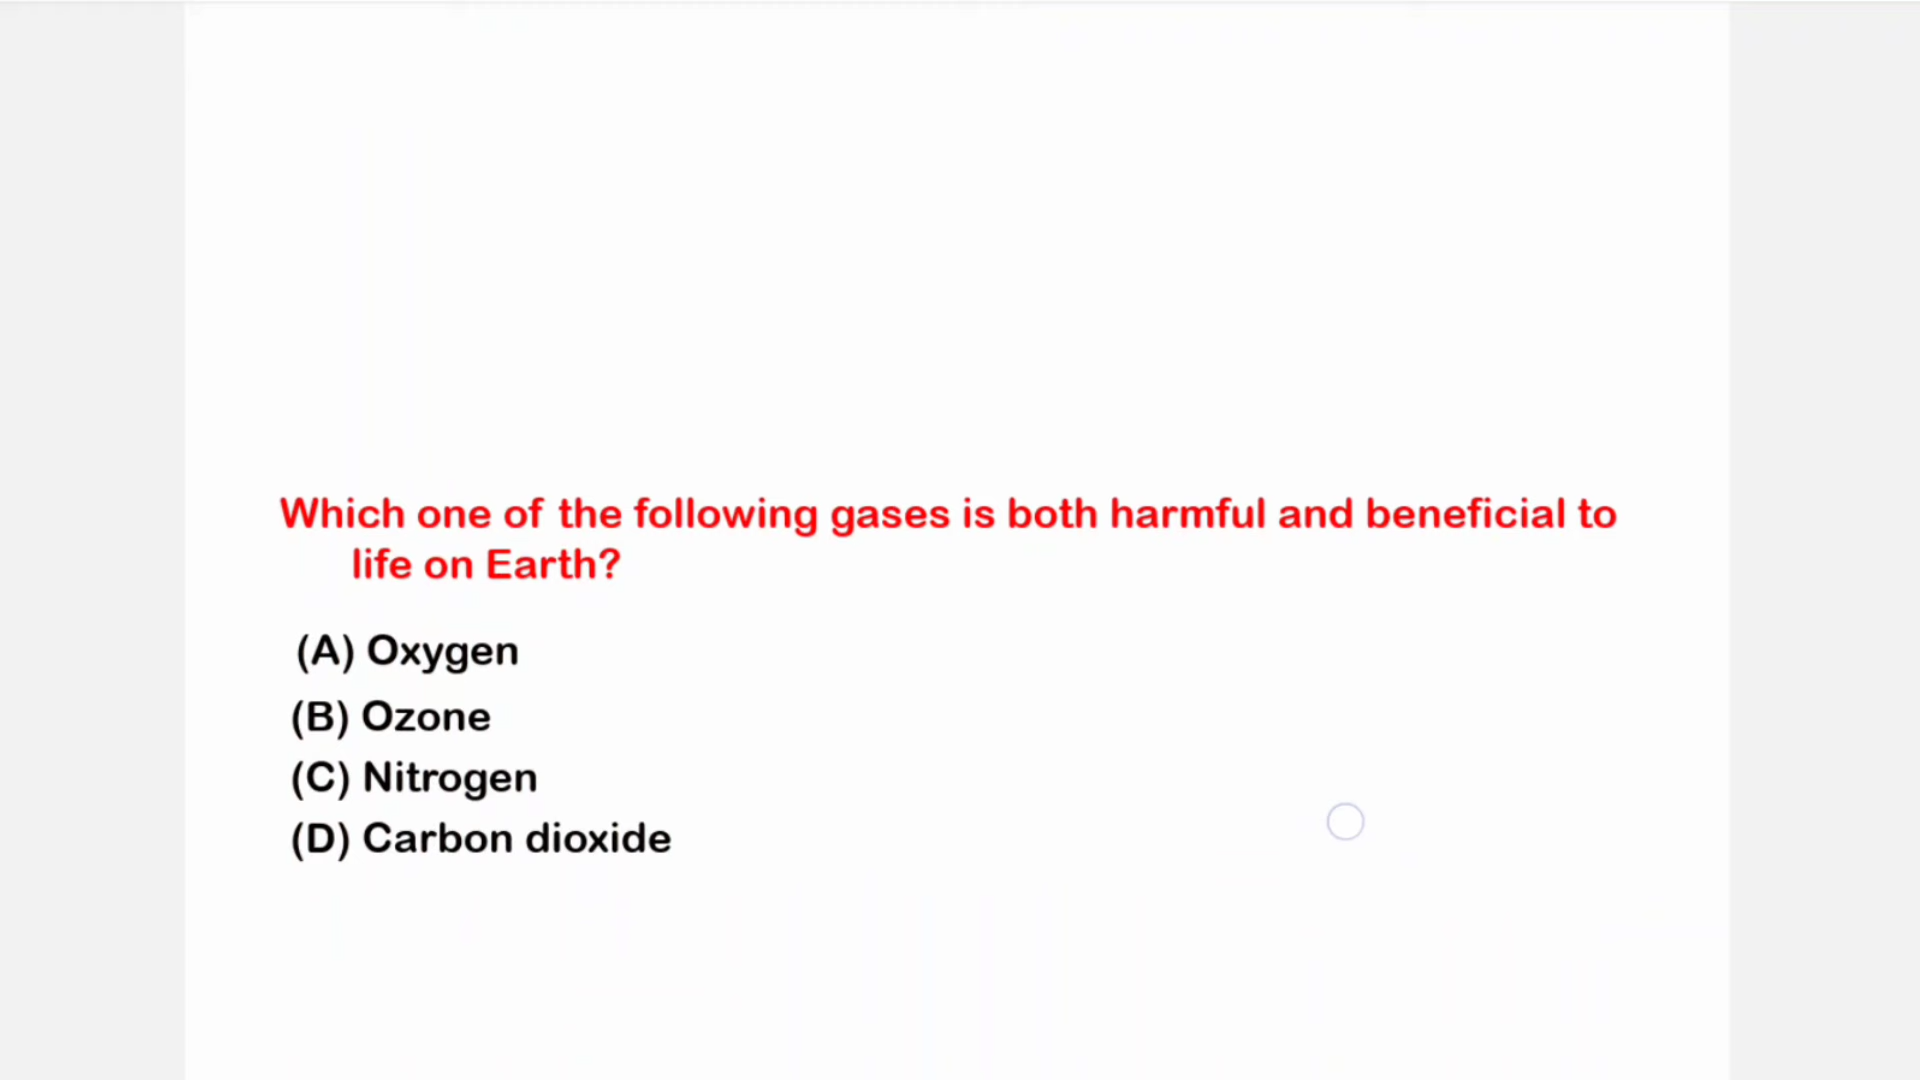 Which one of the following gases is both harmful and beneficial to
life on Earth?
(A) Oxygen
(B) Ozone
(C) Nitrogen
(D) Carbon dioxide